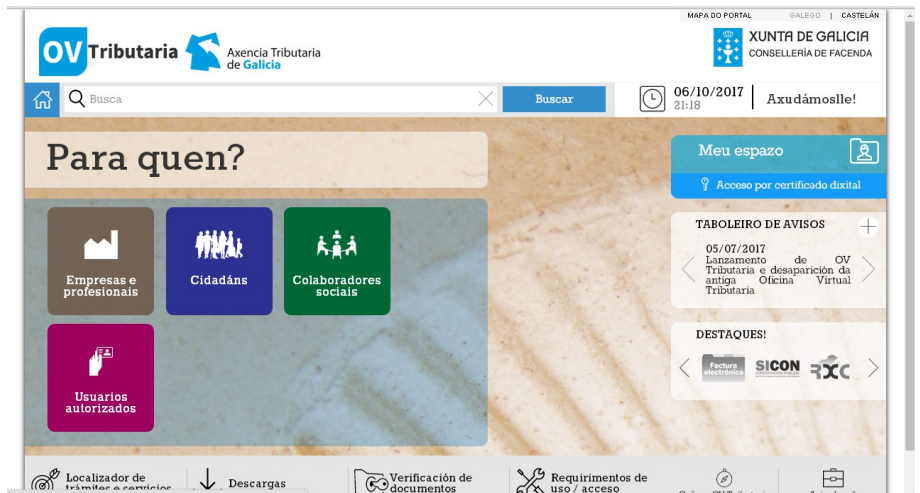 MAPA DO PORTAL GALEGO | CASTELÁN
OV Tributaria
Axencia Tributaria
de Galicia
XUNTA DE GALICIA
CONSELLERÍA DE FACENDA
Busca
Buscar
06/10/2017
21:18
Axudámoslle!
Para quen?
Empresas e
profesionais
Cidadáns
Colaboradores
sociais
Usuarios
autorizados
Meu espazo
Acceso por certificado dixital
TABOLEIRO DE AVISOS
05/07/2017
Lanzamento de OV
Tributaria e desaparición da
antiga Oficina Virtual
Tributaria
DESTAQUES!
Factura
electrónica
SICON
Localizador de
trámites e servicios
Descargas
Verificación de
documentos
Requirimentos de
uso / acceso